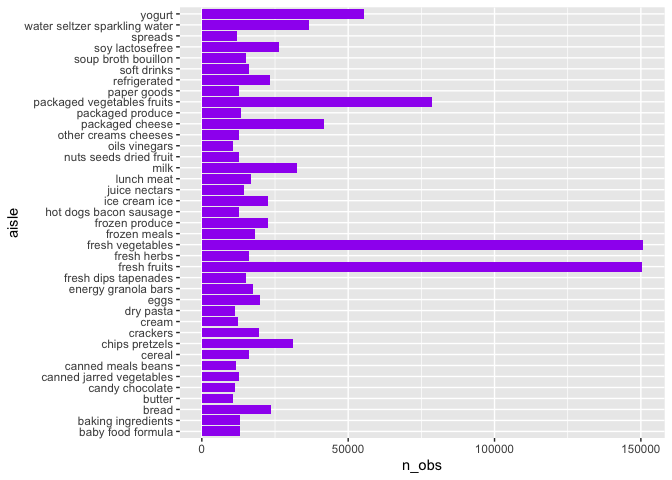 yogurt
water seltzer sparkling water
spreads
soy lactosefree
soup broth bouillon
soft drinks
refrigerated
paper goods
packaged vegetables fruits
packaged produce
packaged cheese
other creams cheeses
oils vinegars
nuts seeds dried fruit
milk
lunch meat
juice nectars
ice cream ice
hot dogs bacon sausage
frozen produce
frozen meals
fresh vegetables
fresh herbs
fresh fruits
fresh dips tapenades
energy granola bars
eggs
dry pasta
cream
crackers
chips pretzels
cereal
canned meals beans
canned jarred vegetables
candy chocolate
butter
bread
baking ingredients
baby food formula
aisle
0 50000 100000 150000
n_obs